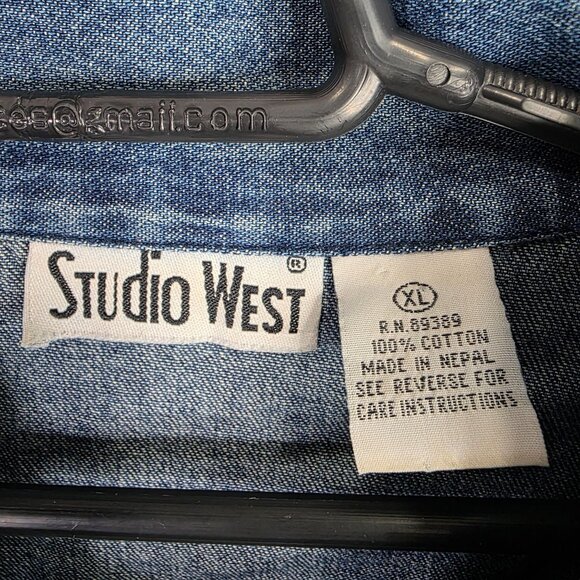 @gmail.com
STUdio WEST ®
XL
R.N. 89389
100% COTTON
MADE IN NEPAL
SEE REVERSE FOR
CARE INSTRUCTIONS